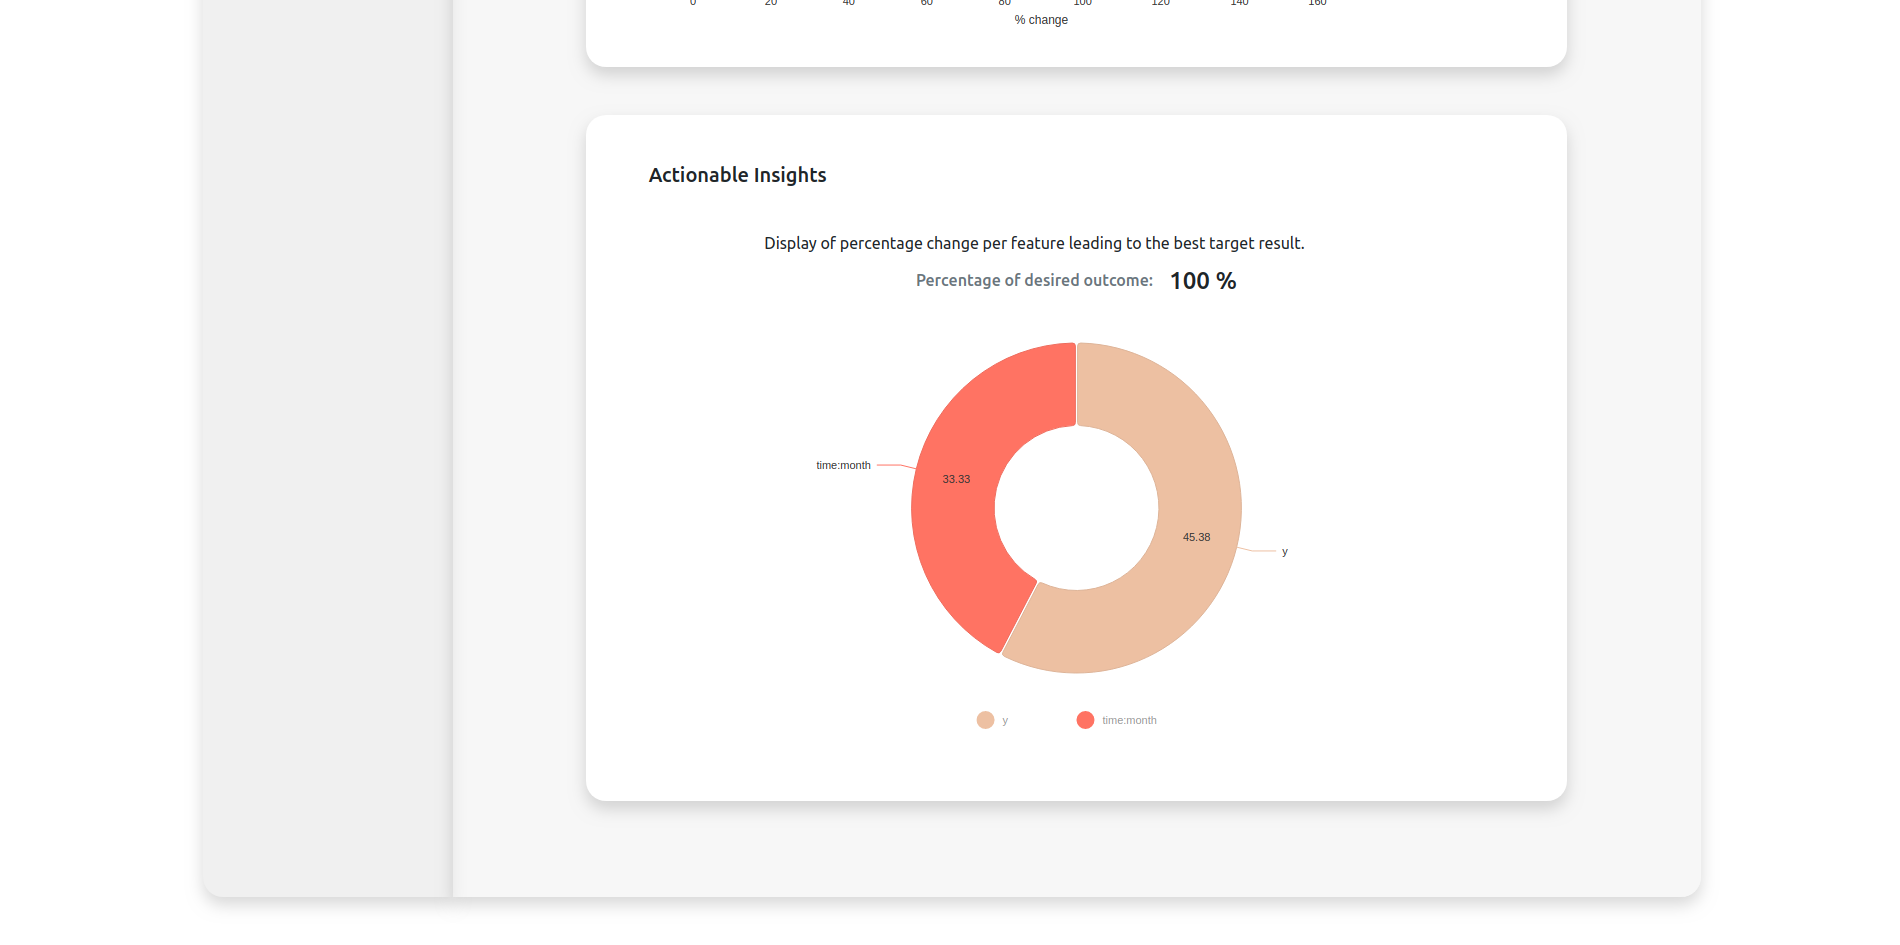 0 20 40 60 80 100 120 140 160
% change
Actionable Insights
Display of percentage change per feature leading to the best target result.
Percentage of desired outcome: 100 %
time:month
33.33
45.38
y
y time:month